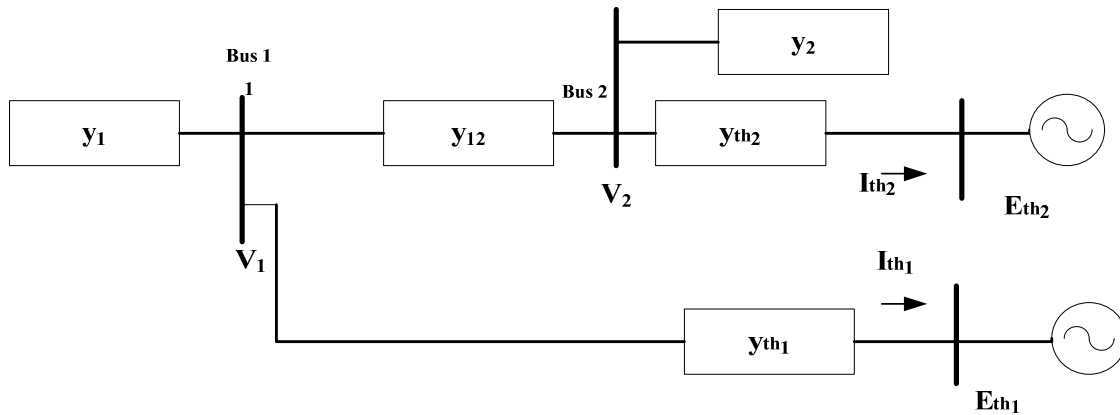 y2
Bus 1
1
Bus 2
y1
y12
yth2
Ith2
V2
Eth2
V1
Ith1
yth1
Eth1